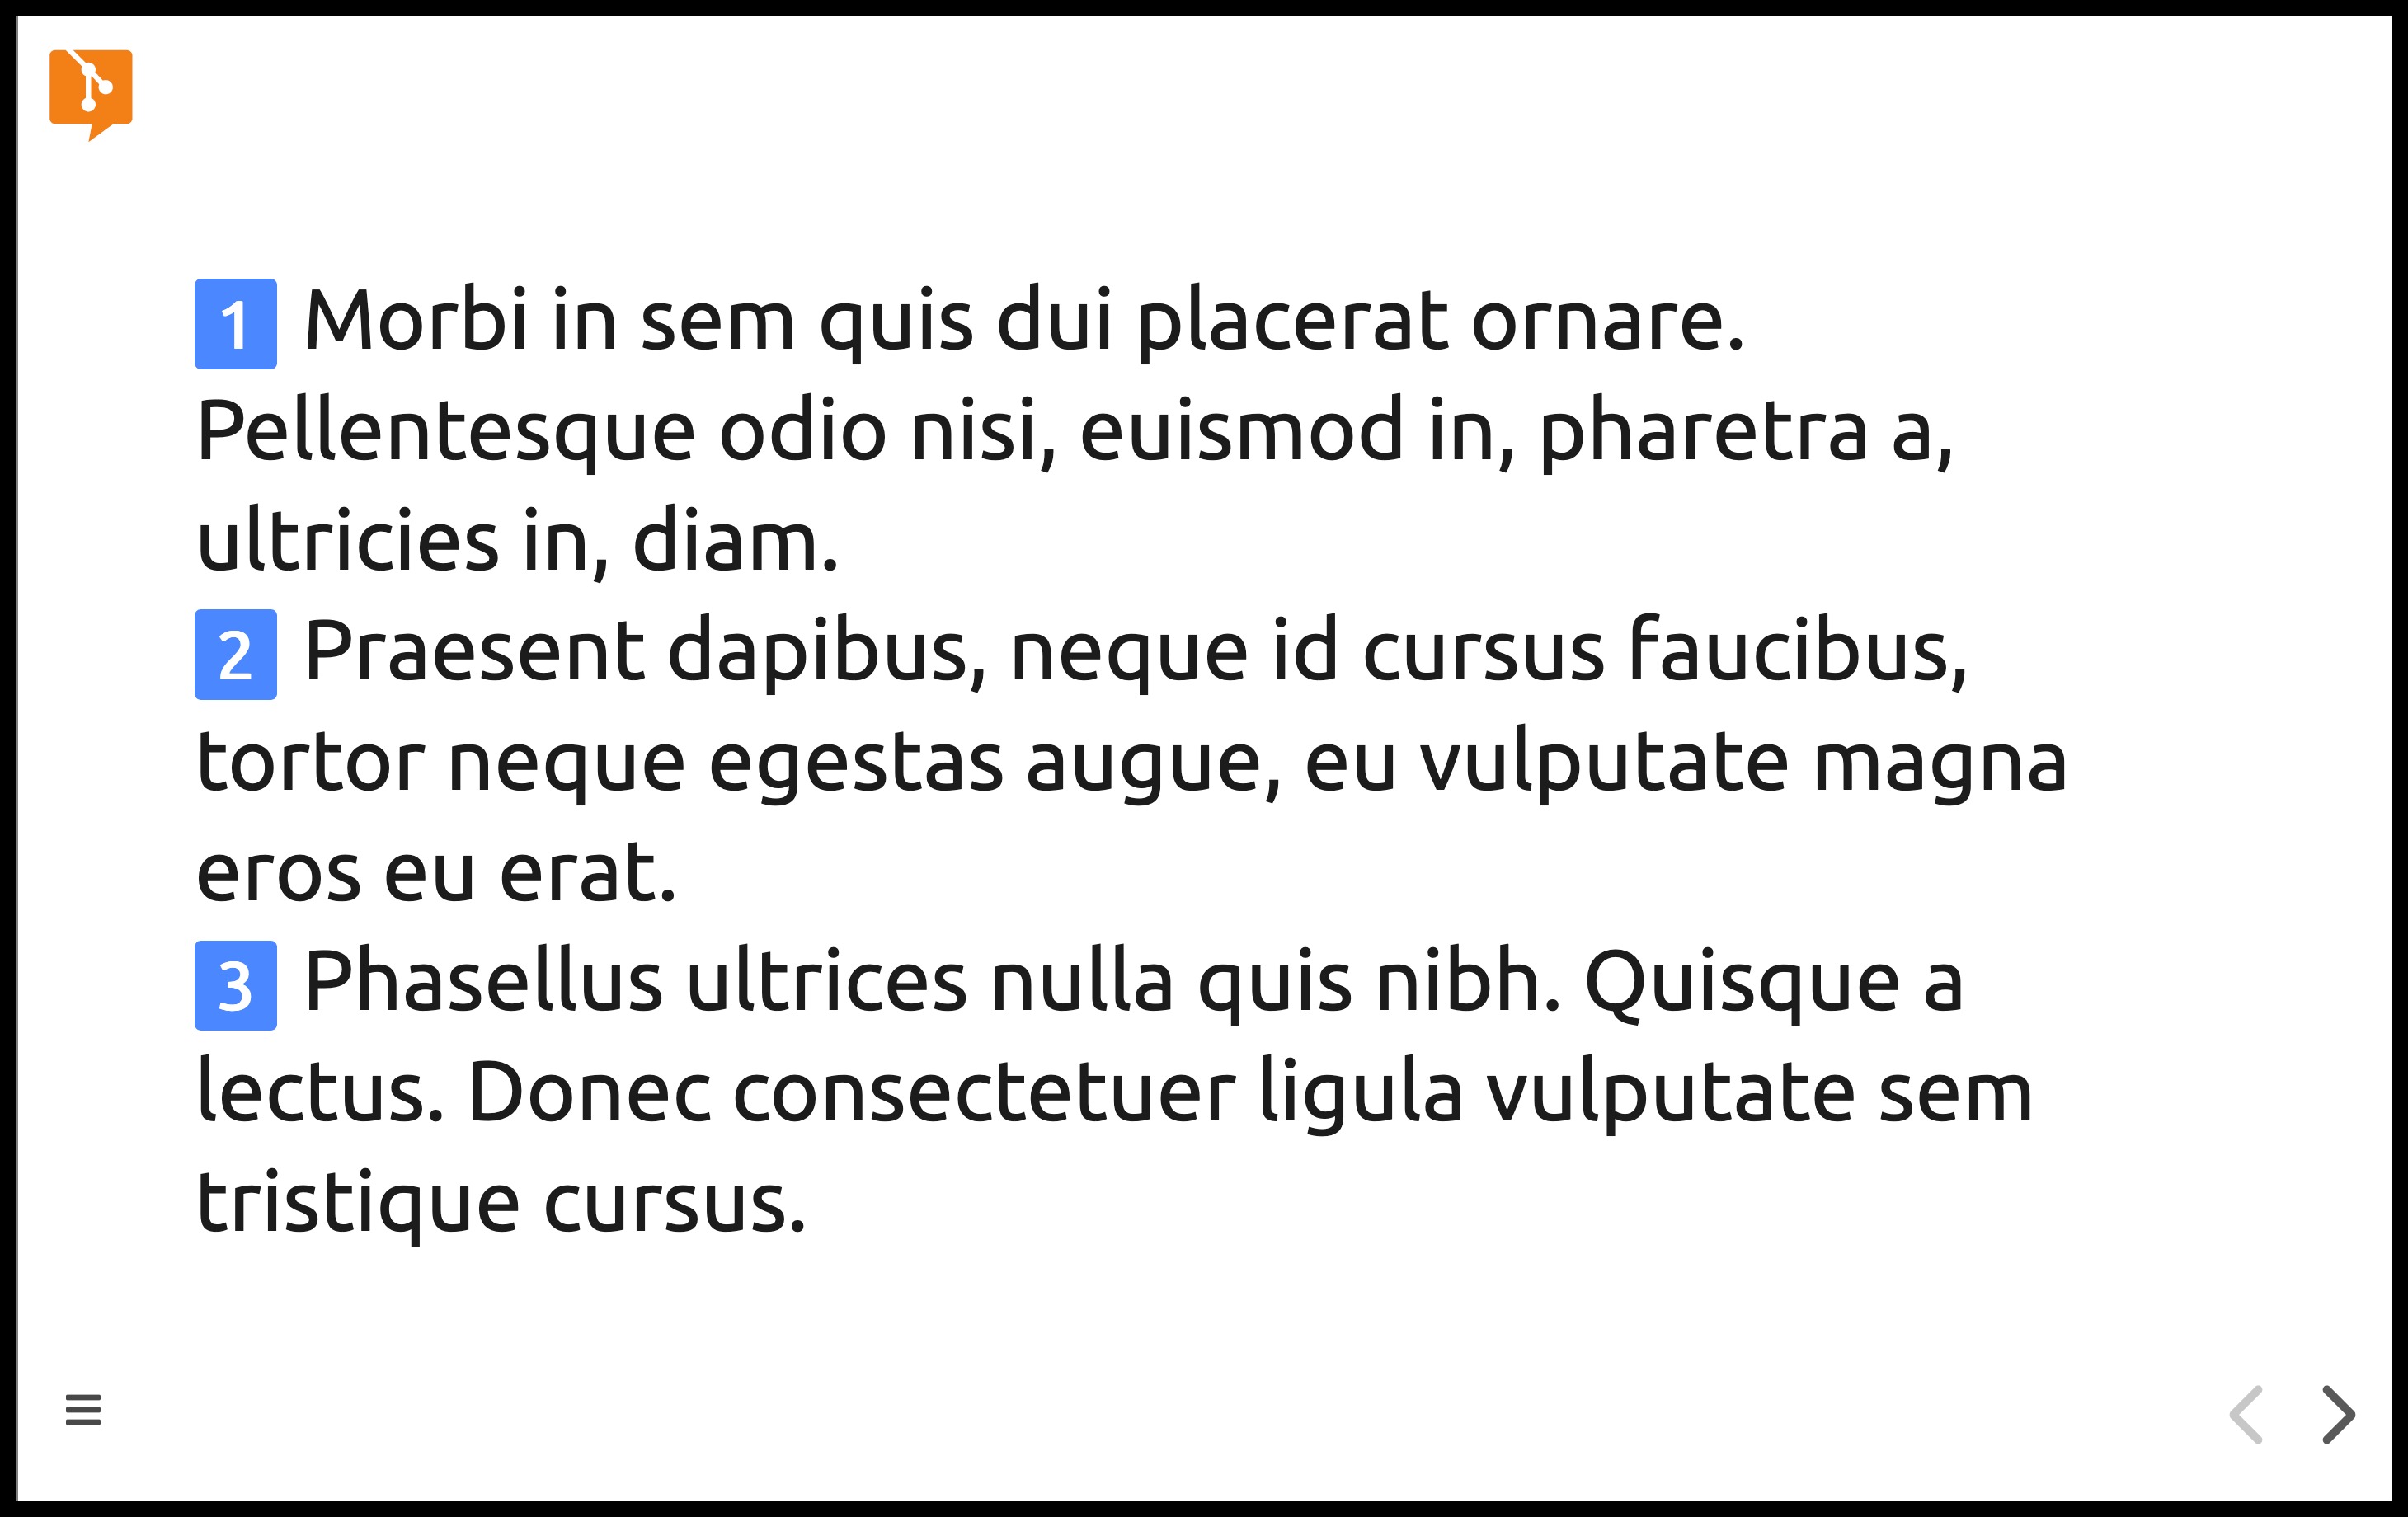 1 Morbi in sem quis dui placerat ornare.
Pellentesque odio nisi, euismod in, pharetra a,
ultricies in, diam.
2 Praesent dapibus, neque id cursus faucibus,
tortor neque egestas augue, eu vulputate magna
eros eu erat.
3 Phasellus ultrices nulla quis nibh. Quisque a
lectus. Donec consectetuer ligula vulputate sem
tristique cursus.